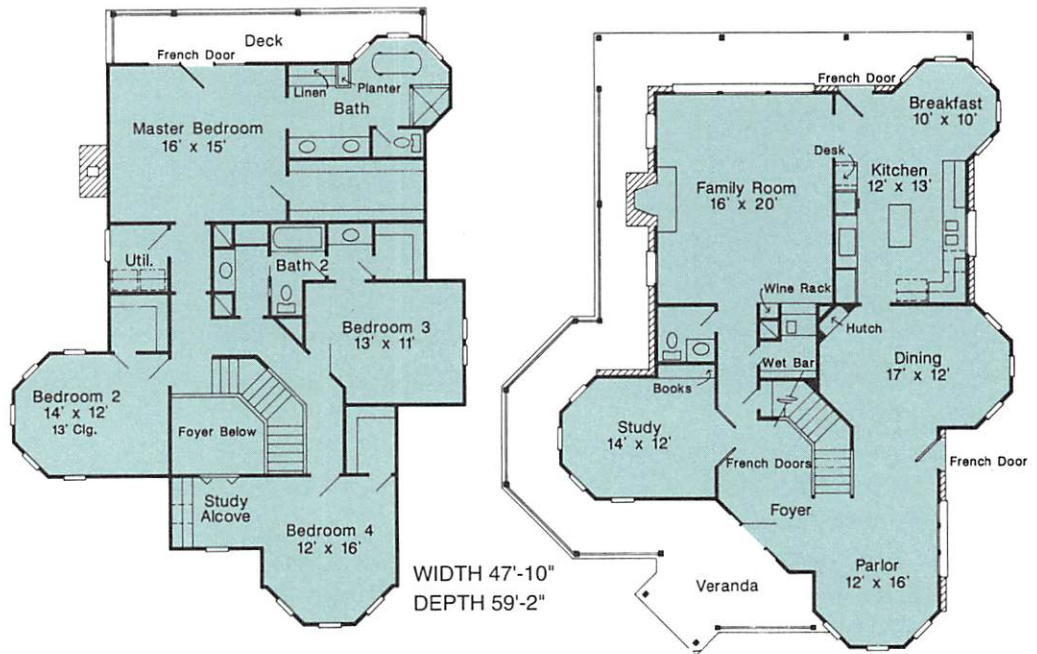 Deck
French Door
Linen
Planter
Bath
Master Bedroom
16' x 15'
Util.
Bath 2
Bedroom 3
13' x 11'
Bedroom 2
14' x 12'
13' Clg.
Foyer Below
Study
Alcove
Bedroom 4
12' x 16'
WIDTH 47'-10"
DEPTH 59'-2"
French Door
Breakfast
10' x 10'
Desk
Kitchen
12' x 13'
Family Room
16' x 20'
Wine Rack
Hutch
Wet Bar
Dining
17' x 12'
Books
Study
14' x 12'
French Doors
French Door
Foyer
Parlor
12' x 16'
Veranda